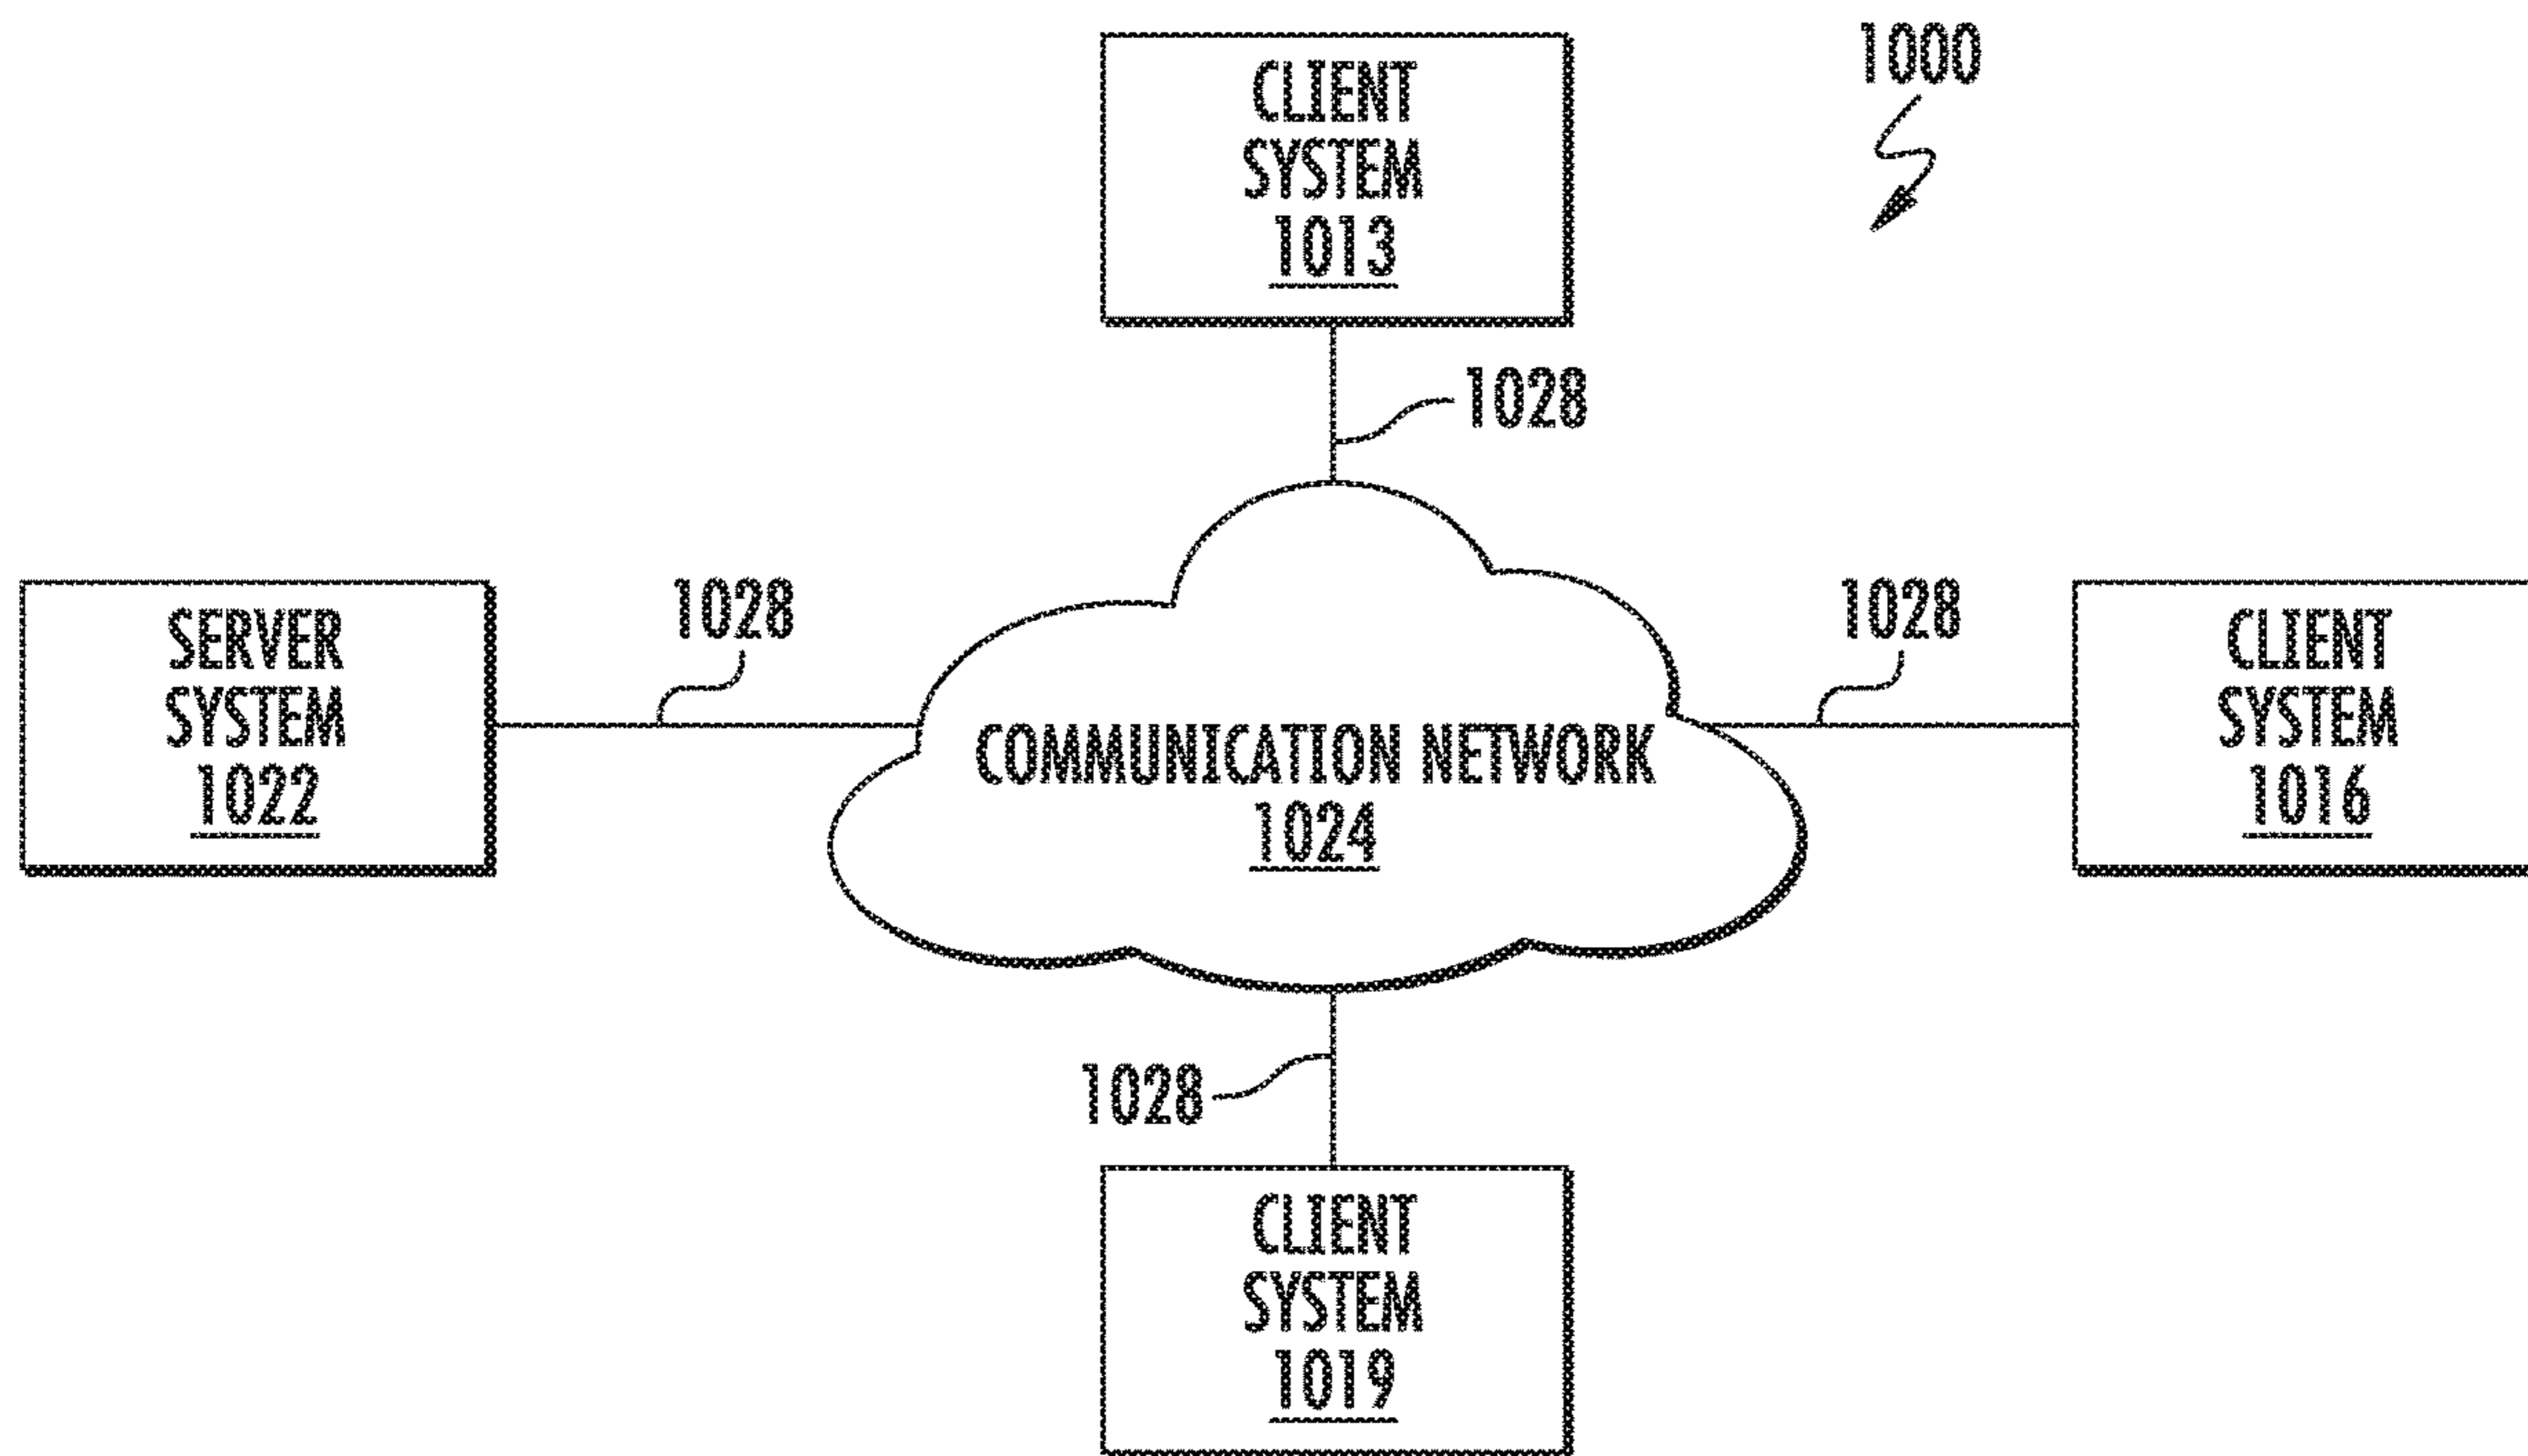 1000
CLIENT
SYSTEM
1013
1028
SERVER
SYSTEM
1022
1028
COMMUNICATION NETWORK
1024
1028
CLIENT
SYSTEM
1016
1028
CLIENT
SYSTEM
1019